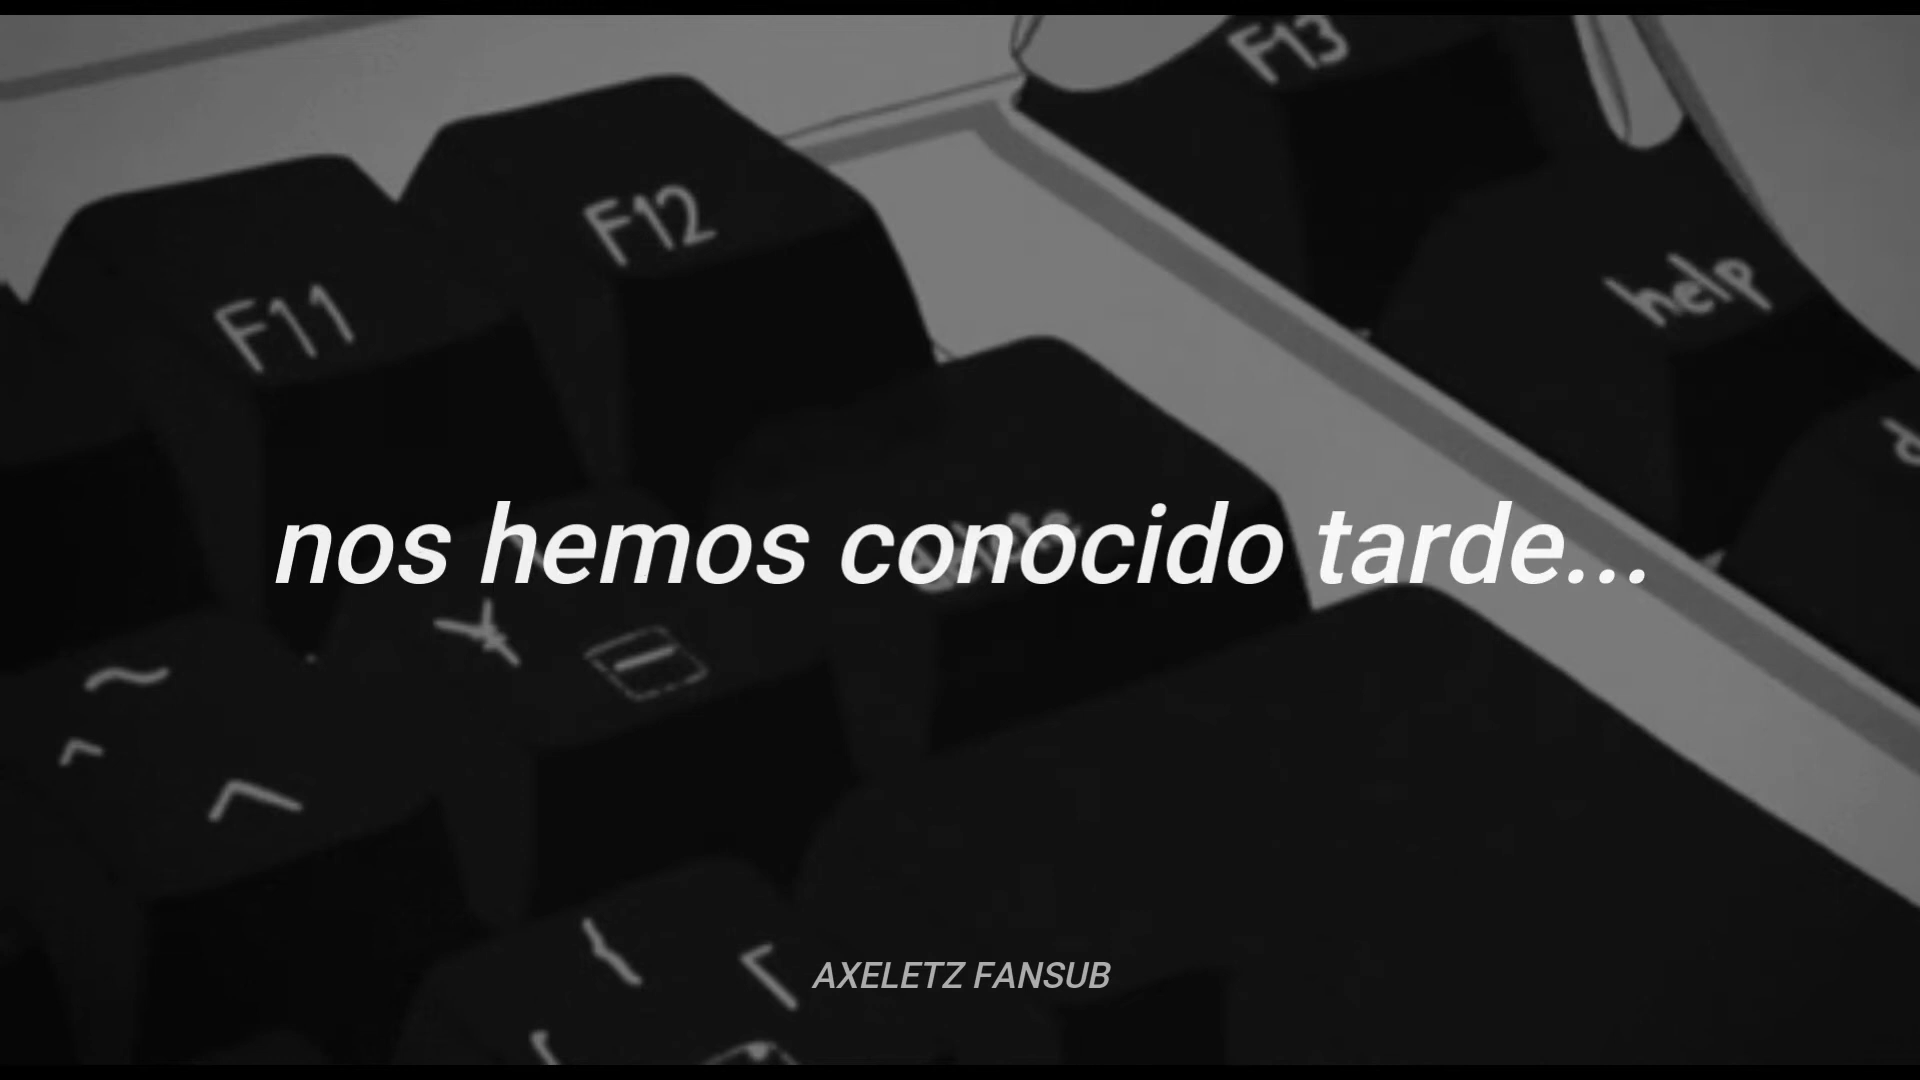 F13
F12
help
F11
nos hemos conocido tarde...
¥
~
^
^
{
AXELETZ FANSUB